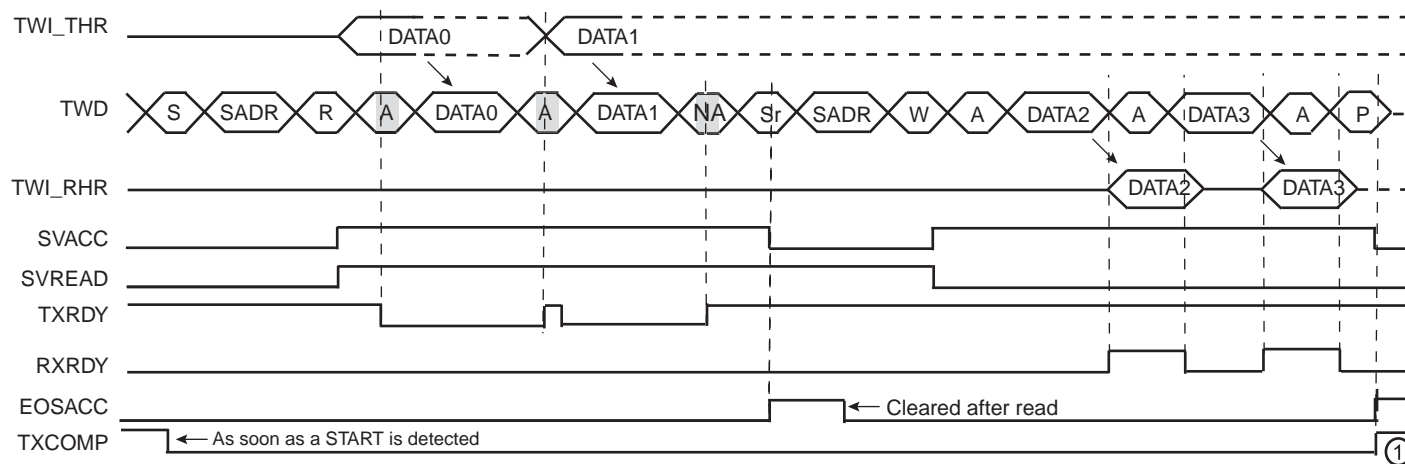 TWI_THR DATA0 DATA1
TWD S SADR R A DATA0 A DATA1 NA Sr SADR W A DATA2 A DATA3 A P
TWI_RHR DATA2 DATA3
SVACC
SVREAD
TXRDY
RXRDY
EOSACC Cleared after read
TXCOMP As soon as a START is detected 1